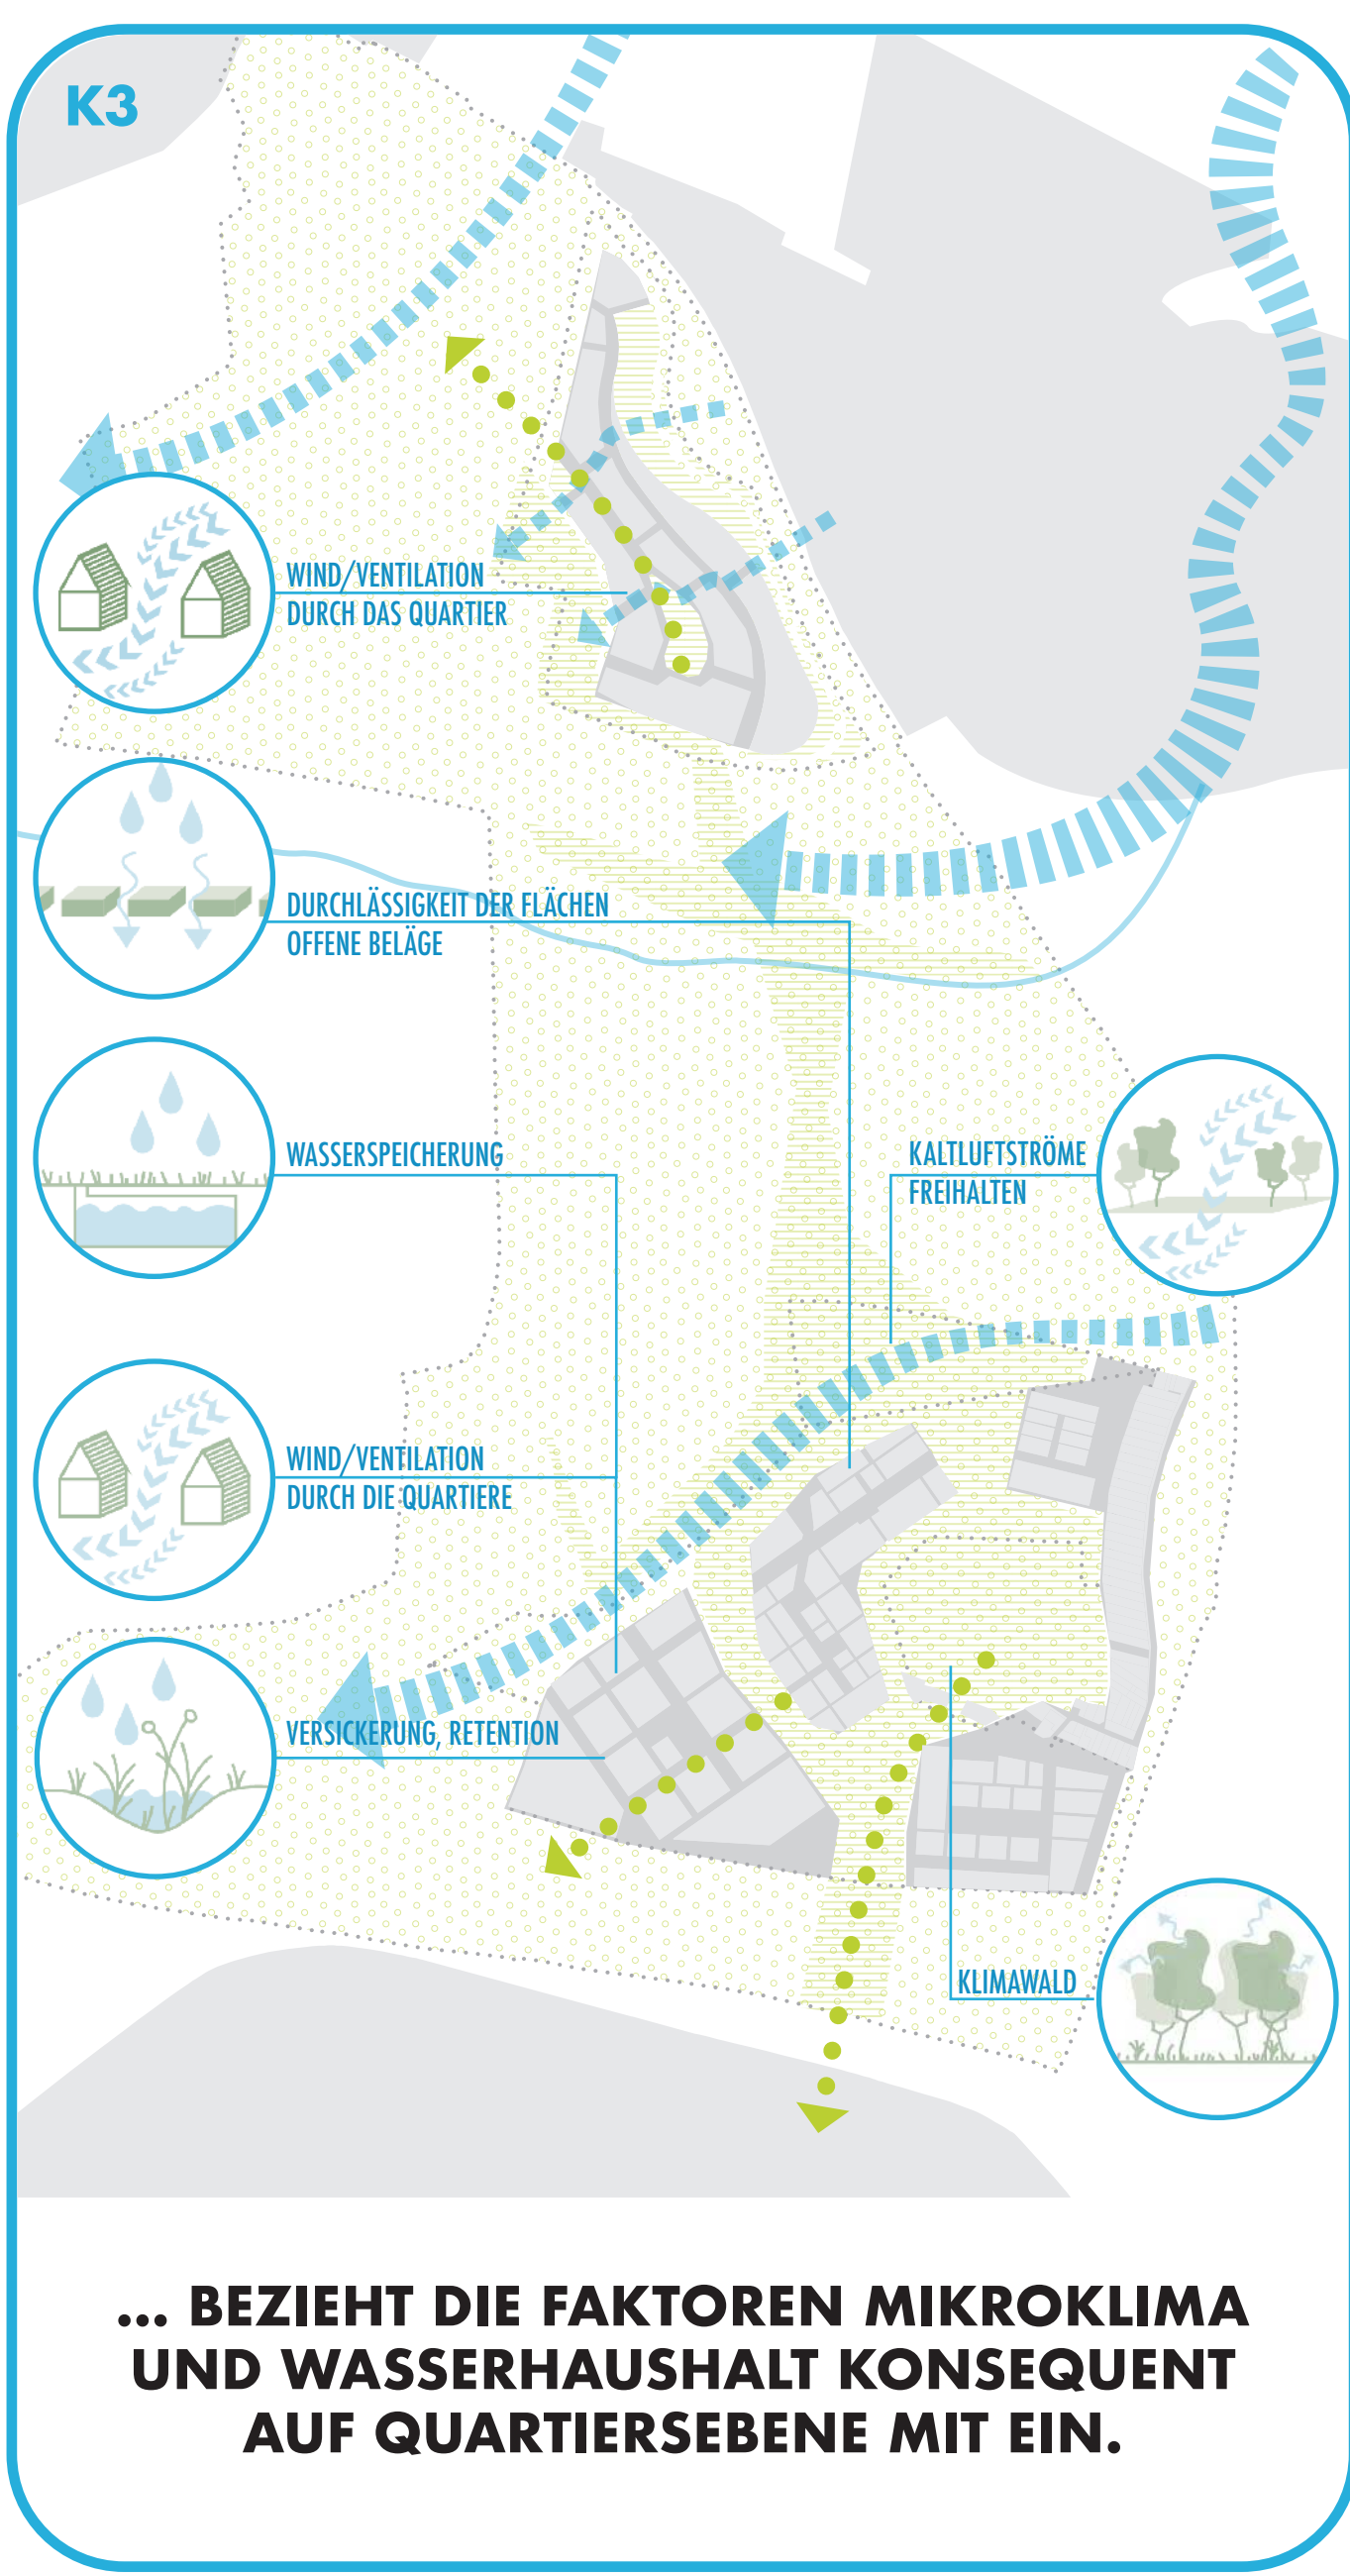 K3
WIND/VENTILATION
DURCH DAS QUARTIER
DURCHLÄSSIGKEIT DER FLÄCHEN
OFFENE BELÄGE
WASSERSPEICHERUNG
KALTLUFTSTRÖME
FREIHALTEN
WIND/VENTILATION
DURCH DIE QUARTIERE
VERSICKERUNG, RETENTION
KLIMAWALD
... BEZIEHT DIE FAKTOREN MIKROKLIMA
UND WASSERHAUSHALT KONSEQUENT
AUF QUARTIERSEBENE MIT EIN.